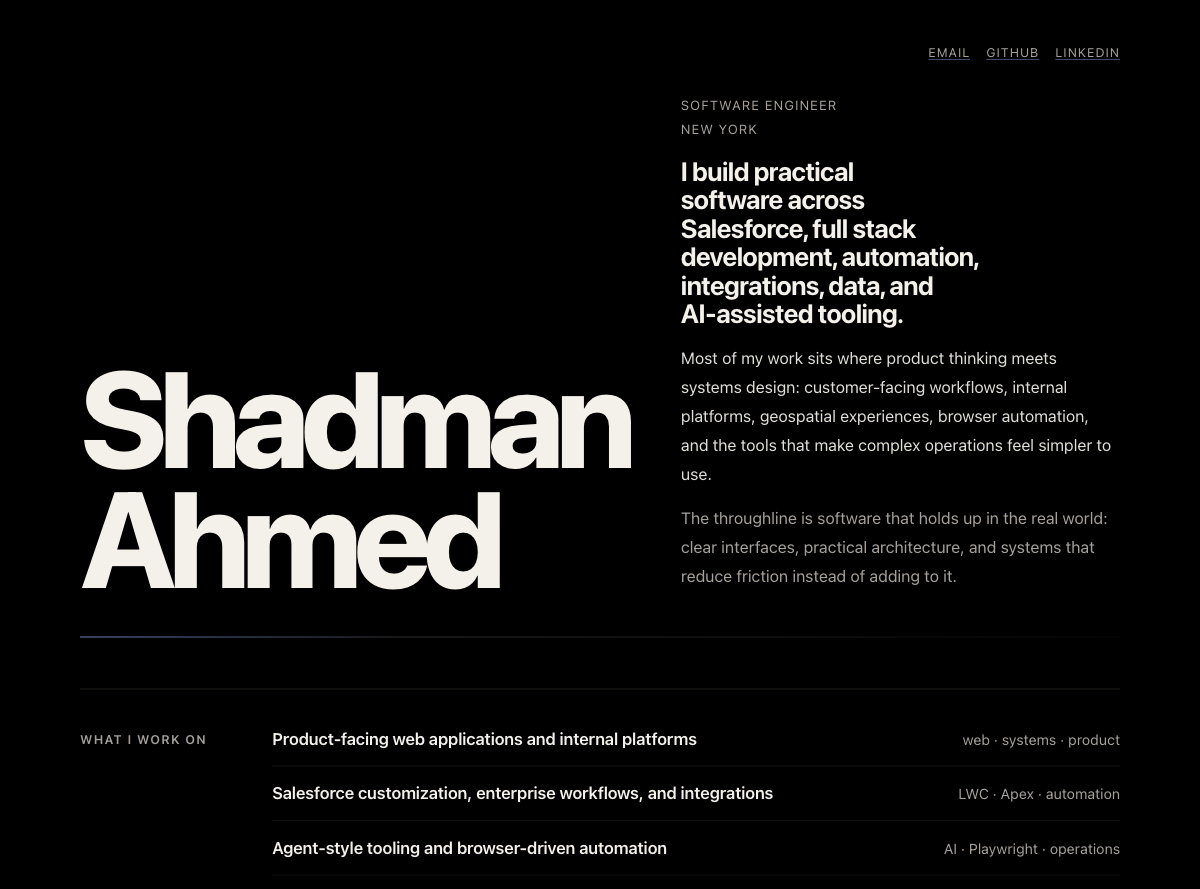 EMAIL GITHUB LINKEDIN
SOFTWARE ENGINEER
NEW YORK
I build practical
software across
Salesforce, full stack
development, automation,
integrations, data, and
AI-assisted tooling.
Most of my work sits where product thinking meets
systems design: customer-facing workflows, internal
platforms, geospatial experiences, browser automation,
and the tools that make complex operations feel simpler to
use.
The throughline is software that holds up in the real world:
clear interfaces, practical architecture, and systems that
reduce friction instead of adding to it.
Shadman
Ahmed
WHAT I WORK ON
Product-facing web applications and internal platforms
web · systems · product
Salesforce customization, enterprise workflows, and integrations
LWC · Apex · automation
Agent-style tooling and browser-driven automation
AI · Playwright · operations